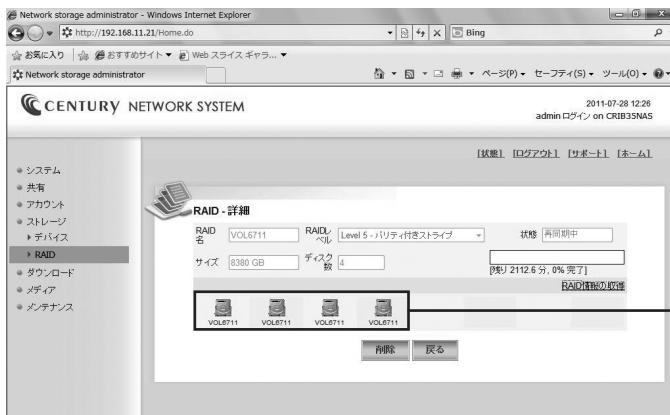 Network storage administrator - Windows Internet Explorer
http://192.168.11.21/Home.do
Bing
お気に入り
おすすめサイト ▼
Web スライス ギャラ... ▼
Network storage administrator
ページ(P) ▼ セーフティ(S) ▼ ツール(O) ▼
CENTURY NETWORK SYSTEM
2011-07-28 12:26
admin ログイン on CRIB35NAS
[状態] [ログアウト] [サポート] [ホーム]
システム
共有
アカウント
ストレージ
デバイス
RAID
ダウンロード
メディア
メンテナンス
RAID - 詳細
RAID名 VOL6711 RAIDレベル Level 5 - パリティ付きストライプ 状態 再同期中
サイズ 8380 GB ディスク数 4
[残り 2112.6 分, 0% 完了]
RAID情報の取得
VOL6711 VOL6711 VOL6711 VOL6711
削除 戻る